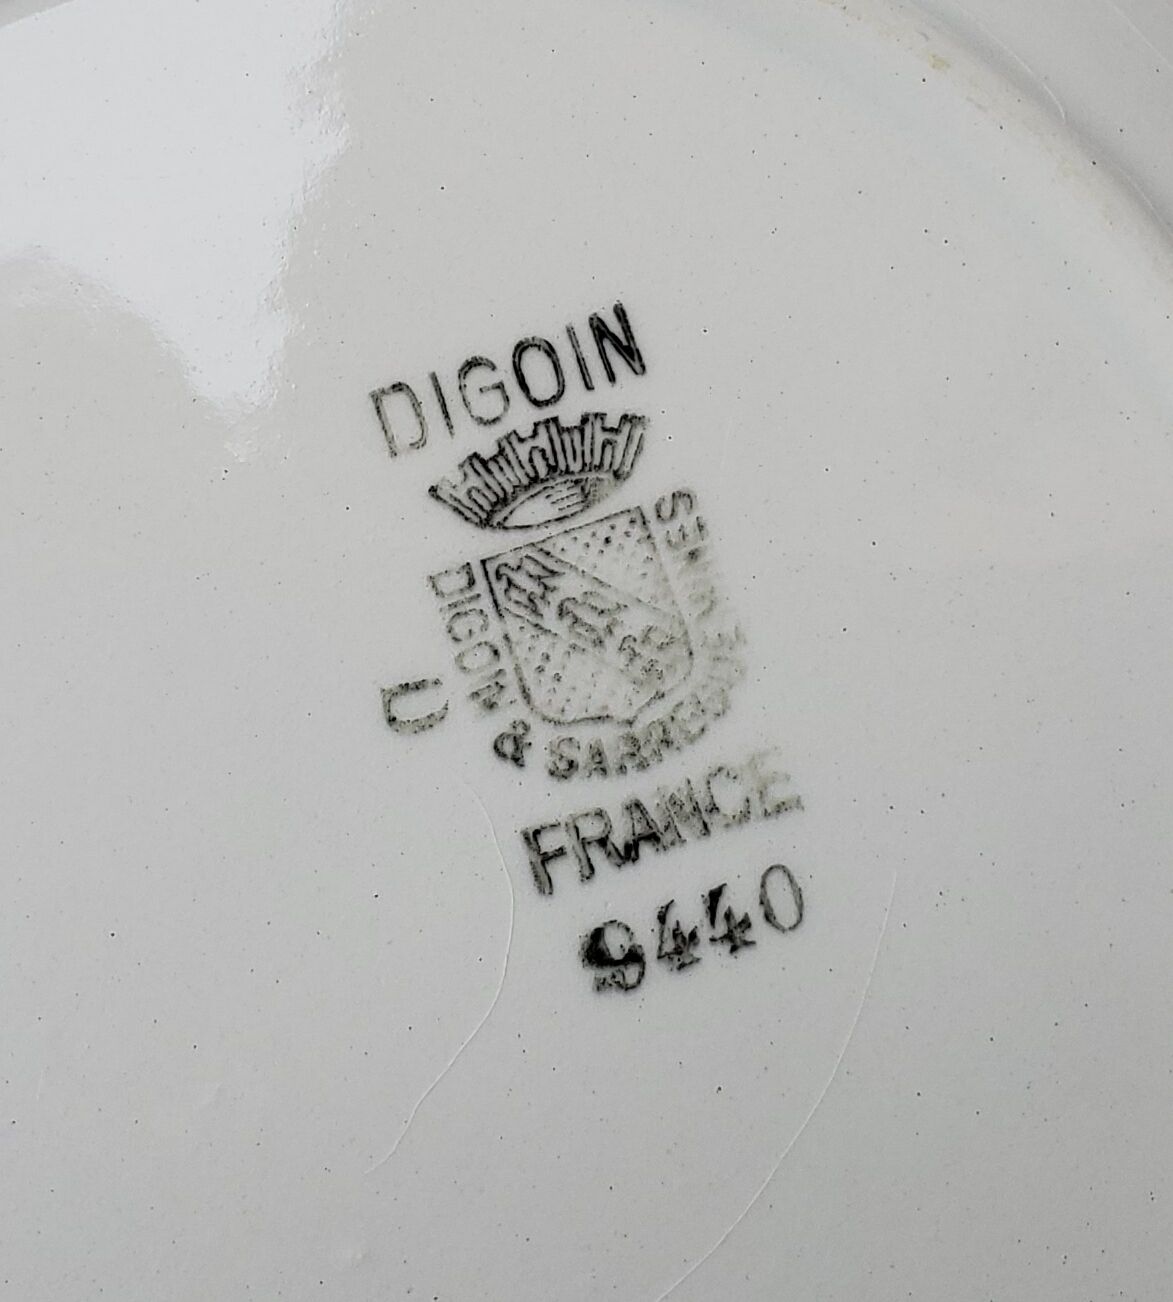 DIGOIN
DIGOIN & SARREGUEMINES
U
FRANCE
9440